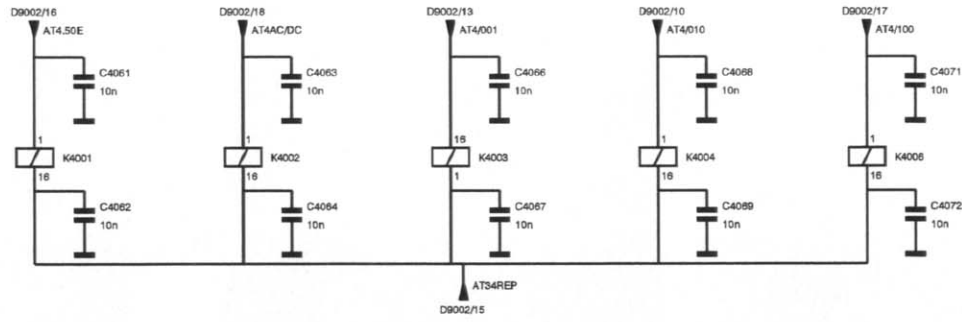 D9002/16 D9002/18 D9002/13 D9002/10 D9002/17
AT4.50E AT4AC/DC AT4/001 AT4/010 AT4/100
C4061 C4063 C4066 C4068 C4071
10n 10n 10n 10n 10n
1 1 16 1 1
K4001 K4002 K4003 K4004 K4006
16 16 1 16 16
C4062 C4064 C4067 C4069 C4072
10n 10n 10n 10n 10n
AT34REP
D9002/15